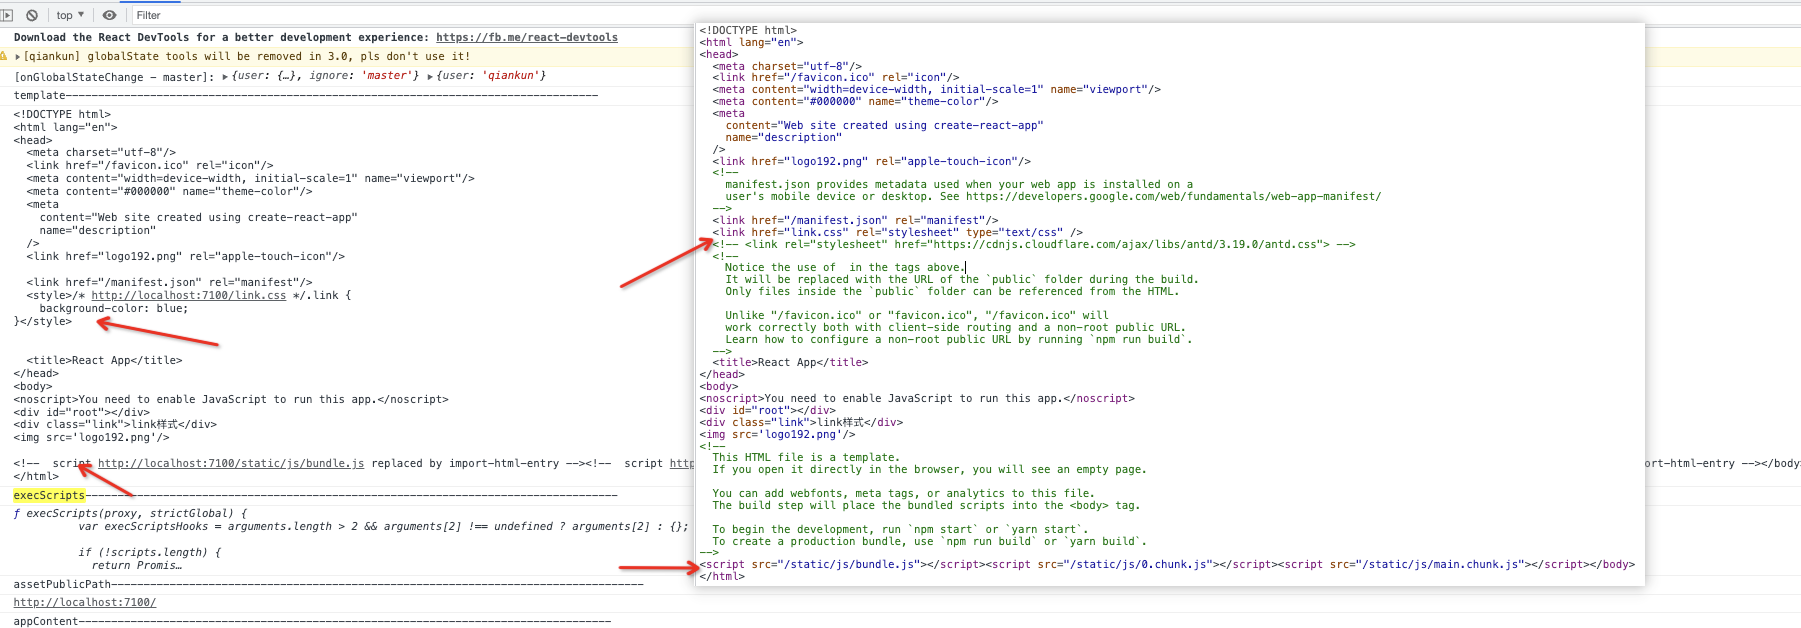 top ▼
Filter
Download the React DevTools for a better development experience: https://fb.me/react-devtools
▶[qiankun] globalState tools will be removed in 3.0, pls don't use it!
[onGlobalStateChange - master]: ▶{user: {…}, ignore: 'master'} ▶{user: 'qiankun'}
template----------------------------------------------------------------------------------
<!DOCTYPE html>
<html lang="en">
<head>
  <meta charset="utf-8"/>
  <link href="/favicon.ico" rel="icon"/>
  <meta content="width=device-width, initial-scale=1" name="viewport"/>
  <meta content="#000000" name="theme-color"/>
  <meta
    content="Web site created using create-react-app"
    name="description"
  />
  <link href="logo192.png" rel="apple-touch-icon"/>
  <link href="/manifest.json" rel="manifest"/>
  <style>/* http://localhost:7100/link.css */.link {
    background-color: blue;
}</style>
  <title>React App</title>
</head>
<body>
<noscript>You need to enable JavaScript to run this app.</noscript>
<div id="root"></div>
<div class="link">link样式</div>
<img src='logo192.png'/>
<!--  script http://localhost:7100/static/js/bundle.js replaced by import-html-entry --><!--  script http
ort-html-entry --></body>
</html>
execScripts----------------------------------------------------------------------------------
ƒ execScripts(proxy, strictGlobal) {
          var execScriptsHooks = arguments.length > 2 && arguments[2] !== undefined ? arguments[2] : {};
          if (!scripts.length) {
            return Promis…
assetPublicPath----------------------------------------------------------------------------------
http://localhost:7100/
appContent----------------------------------------------------------------------------------
<!DOCTYPE html>
<html lang="en">
<head>
  <meta charset="utf-8"/>
  <link href="/favicon.ico" rel="icon"/>
  <meta content="width=device-width, initial-scale=1" name="viewport"/>
  <meta content="#000000" name="theme-color"/>
  <meta
    content="Web site created using create-react-app"
    name="description"
  />
  <link href="logo192.png" rel="apple-touch-icon"/>
  <!--
    manifest.json provides metadata used when your web app is installed on a
    user's mobile device or desktop. See https://developers.google.com/web/fundamentals/web-app-manifest/
  -->
  <link href="/manifest.json" rel="manifest"/>
  <link href="link.css" rel="stylesheet" type="text/css" />
  <!-- <link rel="stylesheet" href="https://cdnjs.cloudflare.com/ajax/libs/antd/3.19.0/antd.css"> -->
  <!--
    Notice the use of  in the tags above.
    It will be replaced with the URL of the `public` folder during the build.
    Only files inside the `public` folder can be referenced from the HTML.
    Unlike "/favicon.ico" or "favicon.ico", "/favicon.ico" will
    work correctly both with client-side routing and a non-root public URL.
    Learn how to configure a non-root public URL by running `npm run build`.
  -->
  <title>React App</title>
</head>
<body>
<noscript>You need to enable JavaScript to run this app.</noscript>
<div id="root"></div>
<div class="link">link样式</div>
<img src='logo192.png'/>
<!--
  This HTML file is a template.
  If you open it directly in the browser, you will see an empty page.
  You can add webfonts, meta tags, or analytics to this file.
  The build step will place the bundled scripts into the <body> tag.
  To begin the development, run `npm start` or `yarn start`.
  To create a production bundle, use `npm run build` or `yarn build`.
-->
<script src="/static/js/bundle.js"></script><script src="/static/js/0.chunk.js"></script><script src="/static/js/main.chunk.js"></script></body>
</html>